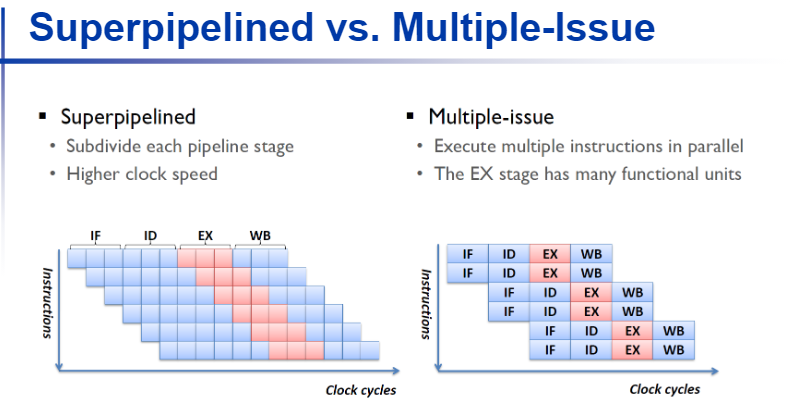 Superpipelined vs. Multiple-Issue
▪ Superpipelined
• Subdivide each pipeline stage
• Higher clock speed
IF ID EX WB
Instructions
Clock cycles
▪ Multiple-issue
• Execute multiple instructions in parallel
• The EX stage has many functional units
IF ID EX WB
IF ID EX WB
IF ID EX WB
IF ID EX WB
IF ID EX WB
IF ID EX WB
Instructions
Clock cycles